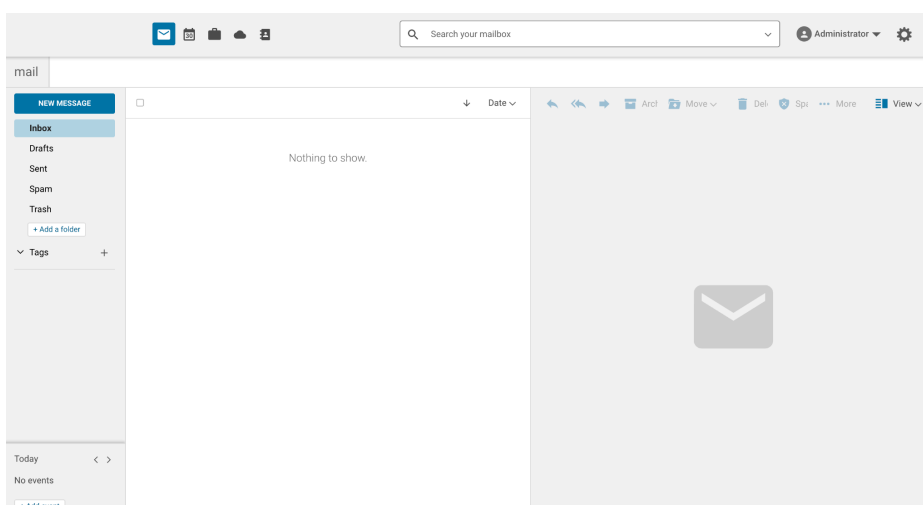 30
Search your mailbox
Administrator
mail
NEW MESSAGE
Date
Arch
Move
Del
Spa
More
View
Inbox
Drafts
Sent
Spam
Trash
+ Add a folder
Tags
Nothing to show.
Today
No events